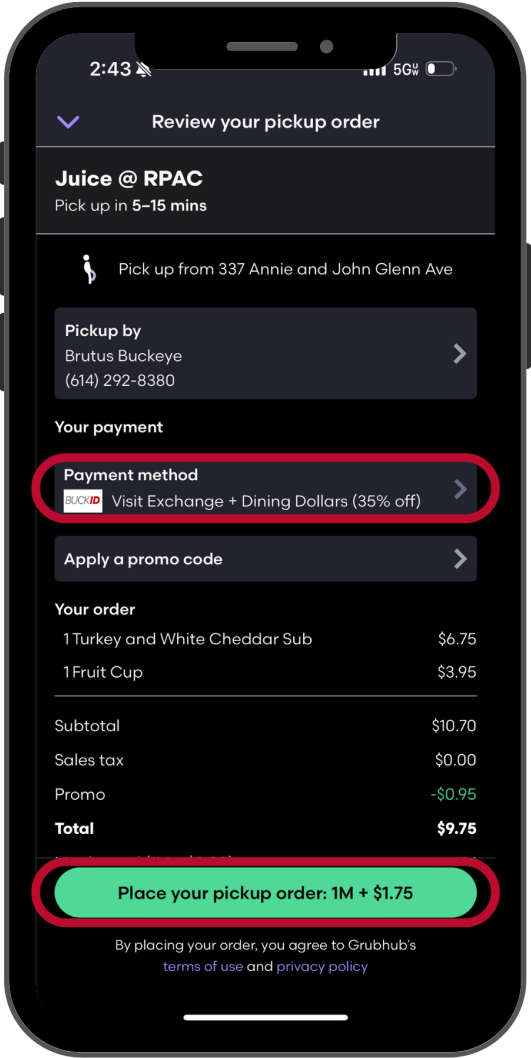 2:43
5GW
Review your pickup order
Juice @ RPAC
Pick up in 5–15 mins
Pick up from 337 Annie and John Glenn Ave
Pickup by
Brutus Buckeye
(614) 292-8380
Your payment
Payment method
BUCKID Visit Exchange + Dining Dollars (35% off)
Apply a promo code
Your order
1 Turkey and White Cheddar Sub $6.75
1 Fruit Cup $3.95
Subtotal $10.70
Sales tax $0.00
Promo -$0.95
Total $9.75
Place your pickup order: 1M + $1.75
By placing your order, you agree to Grubhub's
terms of use and privacy policy